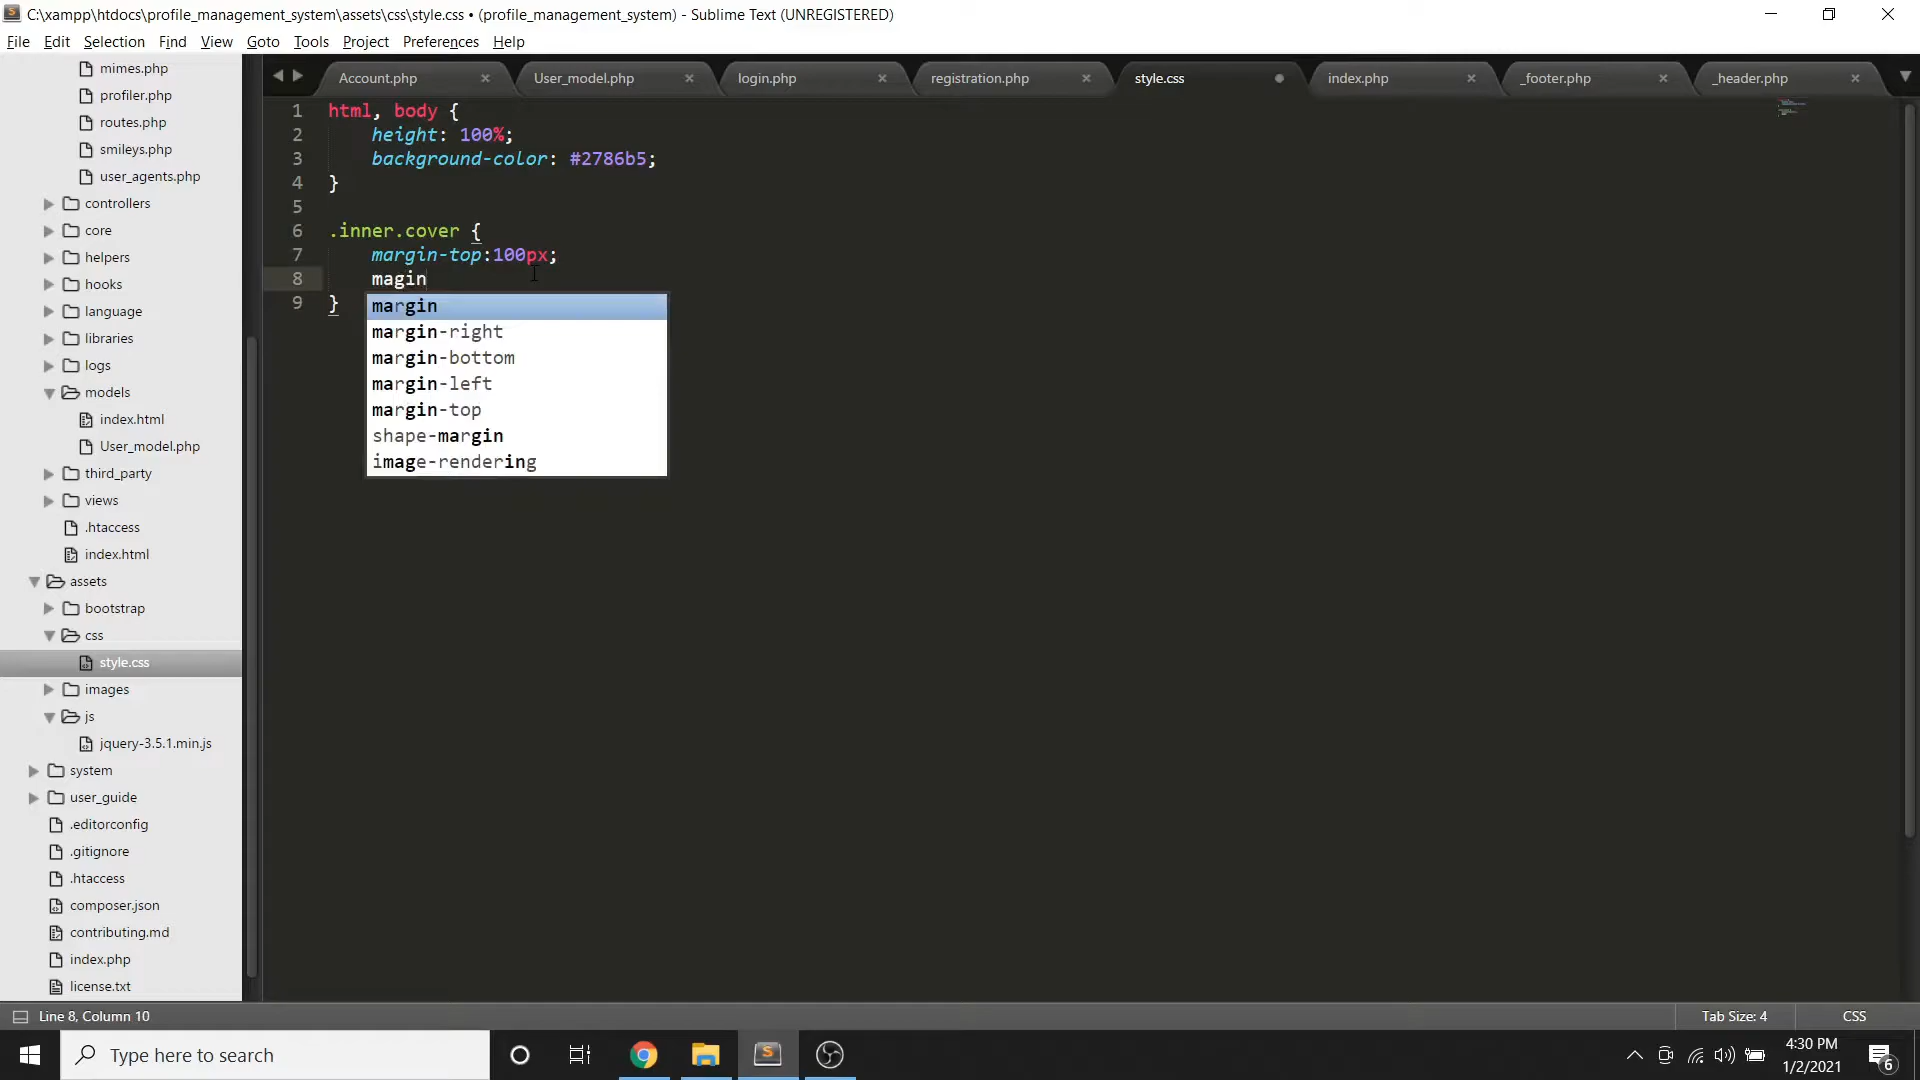 C:\xampp\htdocs\profile_management_system\assets\css\style.css • (profile_management_system) - Sublime Text (UNREGISTERED)
File Edit Selection Find View Goto Tools Project Preferences Help
mimes.php
profiler.php
routes.php
smileys.php
user_agents.php
controllers
core
helpers
hooks
language
libraries
logs
models
index.html
User_model.php
third_party
views
.htaccess
index.html
assets
bootstrap
css
style.css
images
js
jquery-3.5.1.min.js
system
user_guide
.editorconfig
.gitignore
.htaccess
composer.json
contributing.md
index.php
license.txt
Account.php User_model.php login.php registration.php style.css index.php _footer.php _header.php
1 html, body {
2 height: 100%;
3 background-color: #2786b5;
4 }
5
6 .inner.cover {
7 margin-top:100px;
8 magin
9 }
margin
margin-right
margin-bottom
margin-left
margin-top
shape-margin
image-rendering
Line 8, Column 10 Tab Size: 4 CSS
Type here to search
4:30 PM
1/2/2021
6